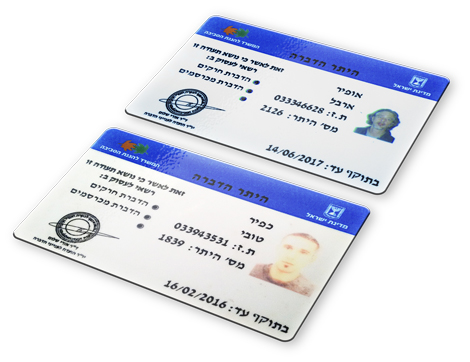 מדינת ישראל
היתר הדברה
המשרד להגנת הסביבה
אופיר
ארבל
ת.ז: 033346628
מס' היתר: 2126
זאת לאשר כי נושא תעודה זו
רשאי לעסוק ב:
הדברת חרקים
הדברת מכרסמים
בתוקף עד: 14/06/2017
מדינת ישראל
היתר הדברה
המשרד להגנת הסביבה
כפיר
טובי
ת.ז: 033943531
מס' היתר: 1839
זאת לאשר כי נושא תעודה זו
רשאי לעסוק ב:
הדברת חרקים
הדברת מכרסמים
בתוקף עד: 16/02/2016